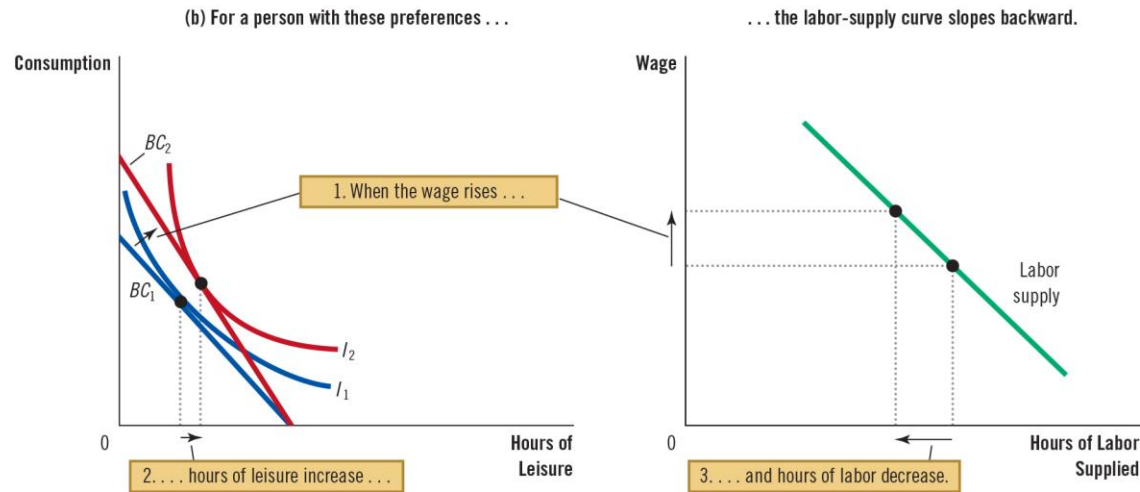 (b) For a person with these preferences . . .
. . . the labor-supply curve slopes backward.
Consumption
Wage
BC2
1. When the wage rises . . .
BC1
Labor
supply
I2
I1
0
Hours of
Leisure
0
Hours of Labor
Supplied
2. . . . hours of leisure increase . . .
3. . . . and hours of labor decrease.